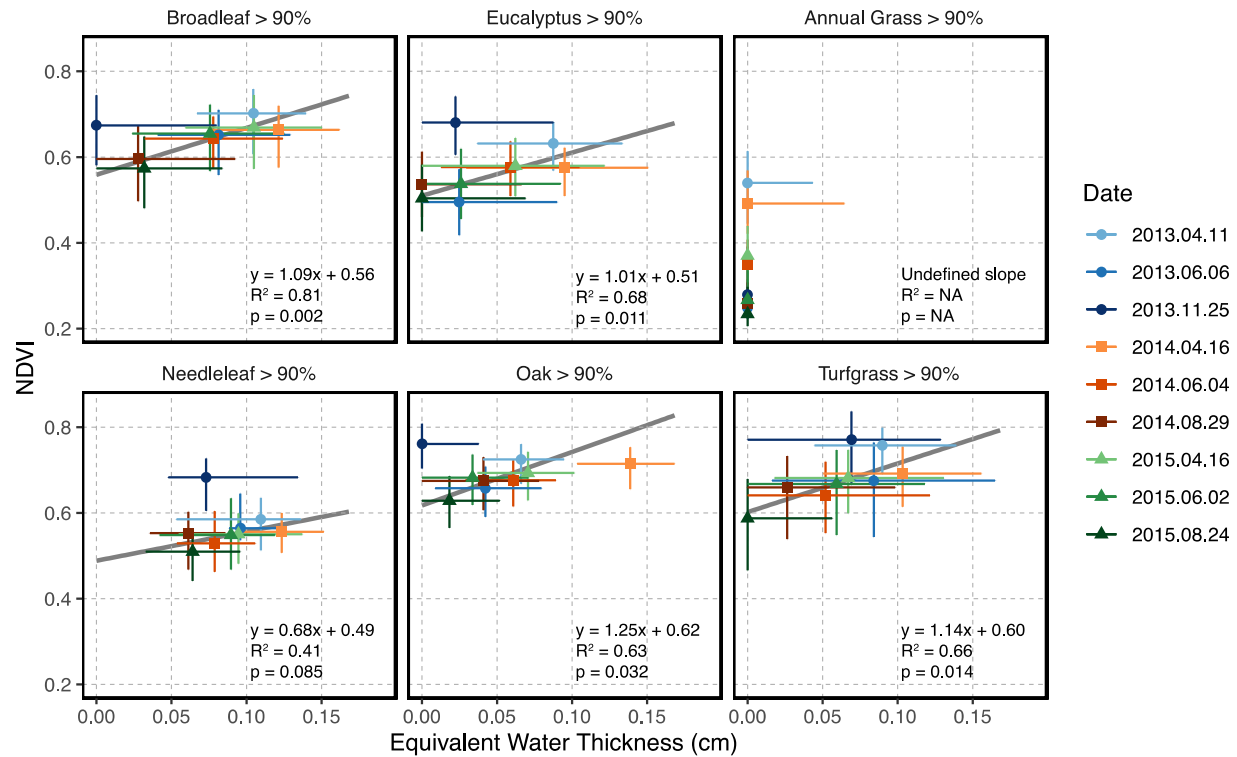 Broadleaf > 90%
Eucalyptus > 90%
Annual Grass > 90%
0.8
0.6
0.4
0.2
y = 1.09x + 0.56
R² = 0.81
p = 0.002
y = 1.01x + 0.51
R² = 0.68
p = 0.011
Undefined slope
R² = NA
p = NA
Needleleaf > 90%
Oak > 90%
Turfgrass > 90%
0.8
0.6
0.4
0.2
y = 0.68x + 0.49
R² = 0.41
p = 0.085
y = 1.25x + 0.62
R² = 0.63
p = 0.032
y = 1.14x + 0.60
R² = 0.66
p = 0.014
0.00 0.05 0.10 0.15
0.00 0.05 0.10 0.15
0.00 0.05 0.10 0.15
NDVI
Equivalent Water Thickness (cm)
Date
2013.04.11
2013.06.06
2013.11.25
2014.04.16
2014.06.04
2014.08.29
2015.04.16
2015.06.02
2015.08.24